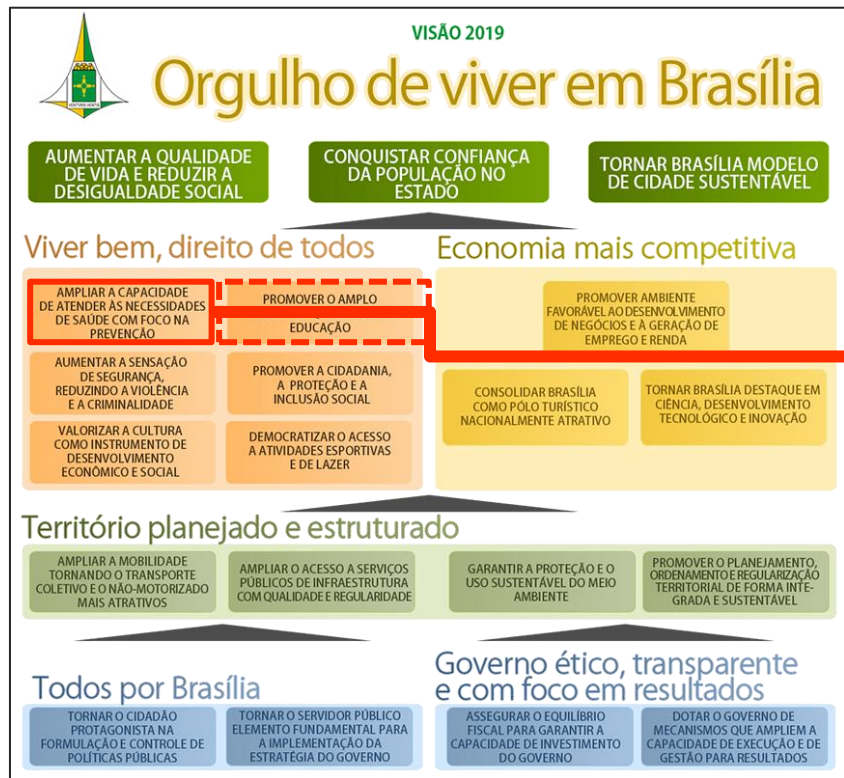 VISÃO 2019
Orgulho de viver em Brasília
AUMENTAR A QUALIDADE
DE VIDA E REDUZIR A
DESIGUALDADE SOCIAL
CONQUISTAR CONFIANÇA
DA POPULAÇÃO NO
ESTADO
TORNAR BRASÍLIA MODELO
DE CIDADE SUSTENTÁVEL
Viver bem, direito de todos
AMPLIAR A CAPACIDADE
DE ATENDER ÀS NECESSIDADES
DE SAÚDE COM FOCO NA
PREVENÇÃO
PROMOVER O AMPLO
EDUCAÇÃO
AUMENTAR A SENSAÇÃO
DE SEGURANÇA,
REDUZINDO A VIOLÊNCIA
E A CRIMINALIDADE
PROMOVER A CIDADANIA,
A PROTEÇÃO E A
INCLUSÃO SOCIAL
VALORIZAR A CULTURA
COMO INSTRUMENTO DE
DESENVOLVIMENTO
ECONÔMICO E SOCIAL
DEMOCRATIZAR O ACESSO
A ATIVIDADES ESPORTIVAS
E DE LAZER
Economia mais competitiva
PROMOVER AMBIENTE
FAVORÁVEL AO DESENVOLVIMENTO
DE NEGÓCIOS E À GERAÇÃO DE
EMPREGO E RENDA
CONSOLIDAR BRASÍLIA
COMO PÓLO TURÍSTICO
NACIONALMENTE ATRATIVO
TORNAR BRASÍLIA DESTAQUE EM
CIÊNCIA, DESENVOLVIMENTO
TECNOLÓGICO E INOVAÇÃO
Território planejado e estruturado
AMPLIAR A MOBILIDADE
TORNANDO O TRANSPORTE
COLETIVO E O NÃO-MOTORIZADO
MAIS ATRATIVOS
AMPLIAR O ACESSO A SERVIÇOS
PÚBLICOS DE INFRAESTRUTURA
COM QUALIDADE E REGULARIDADE
GARANTIR A PROTEÇÃO E O
USO SUSTENTÁVEL DO MEIO
AMBIENTE
PROMOVER O PLANEJAMENTO,
ORDENAMENTO E REGULARIZAÇÃO
TERRITORIAL DE FORMA INTE-
GRADA E SUSTENTÁVEL
Todos por Brasília
TORNAR O CIDADÃO
PROTAGONISTA NA
FORMULAÇÃO E CONTROLE DE
POLÍTICAS PÚBLICAS
TORNAR O SERVIDOR PÚBLICO
ELEMENTO FUNDAMENTAL PARA
A IMPLEMENTAÇÃO DA
ESTRATÉGIA DO GOVERNO
Governo ético, transparente
e com foco em resultados
ASSEGURAR O EQUILÍBRIO
FISCAL PARA GARANTIR A
CAPACIDADE DE INVESTIMENTO
DO GOVERNO
DOTAR O GOVERNO DE
MECANISMOS QUE AMPLIEM A
CAPACIDADE DE EXECUÇÃO E DE
GESTÃO PARA RESULTADOS